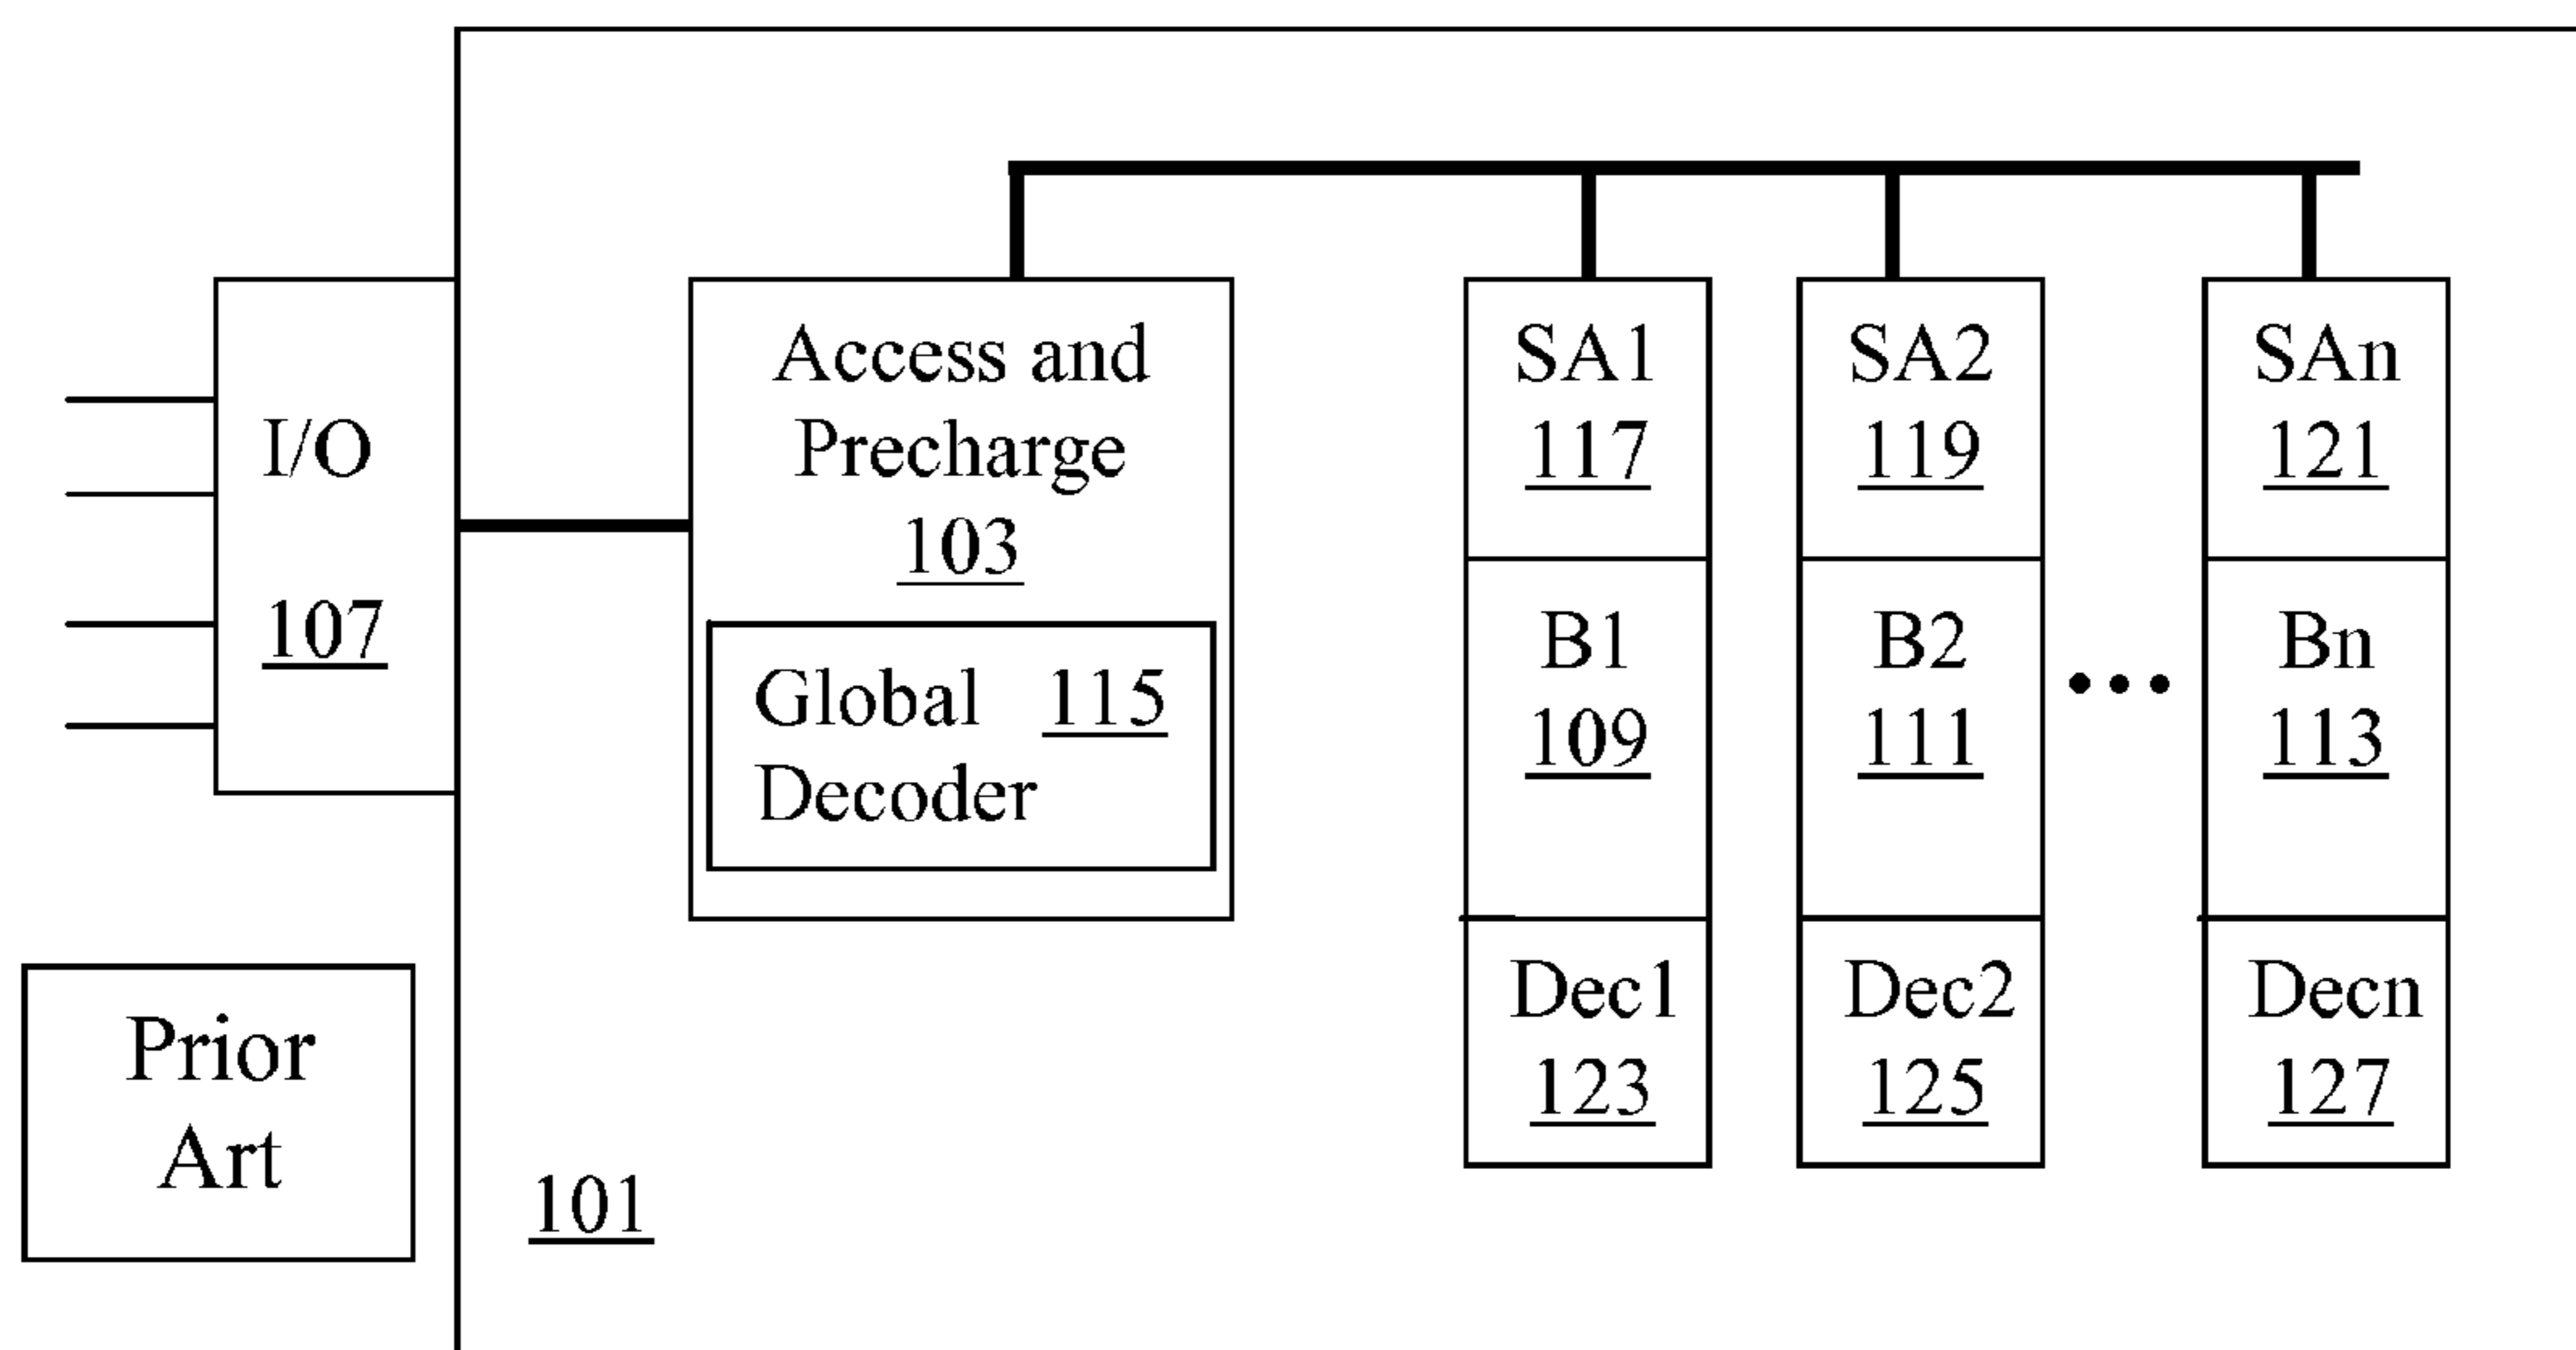 I/O
107
Access and
Precharge
103
Global 115
Decoder
SA1
117
B1
109
Dec1
123
SA2
119
B2
111
Dec2
125
SAn
121
Bn
113
Decn
127
Prior
Art
101